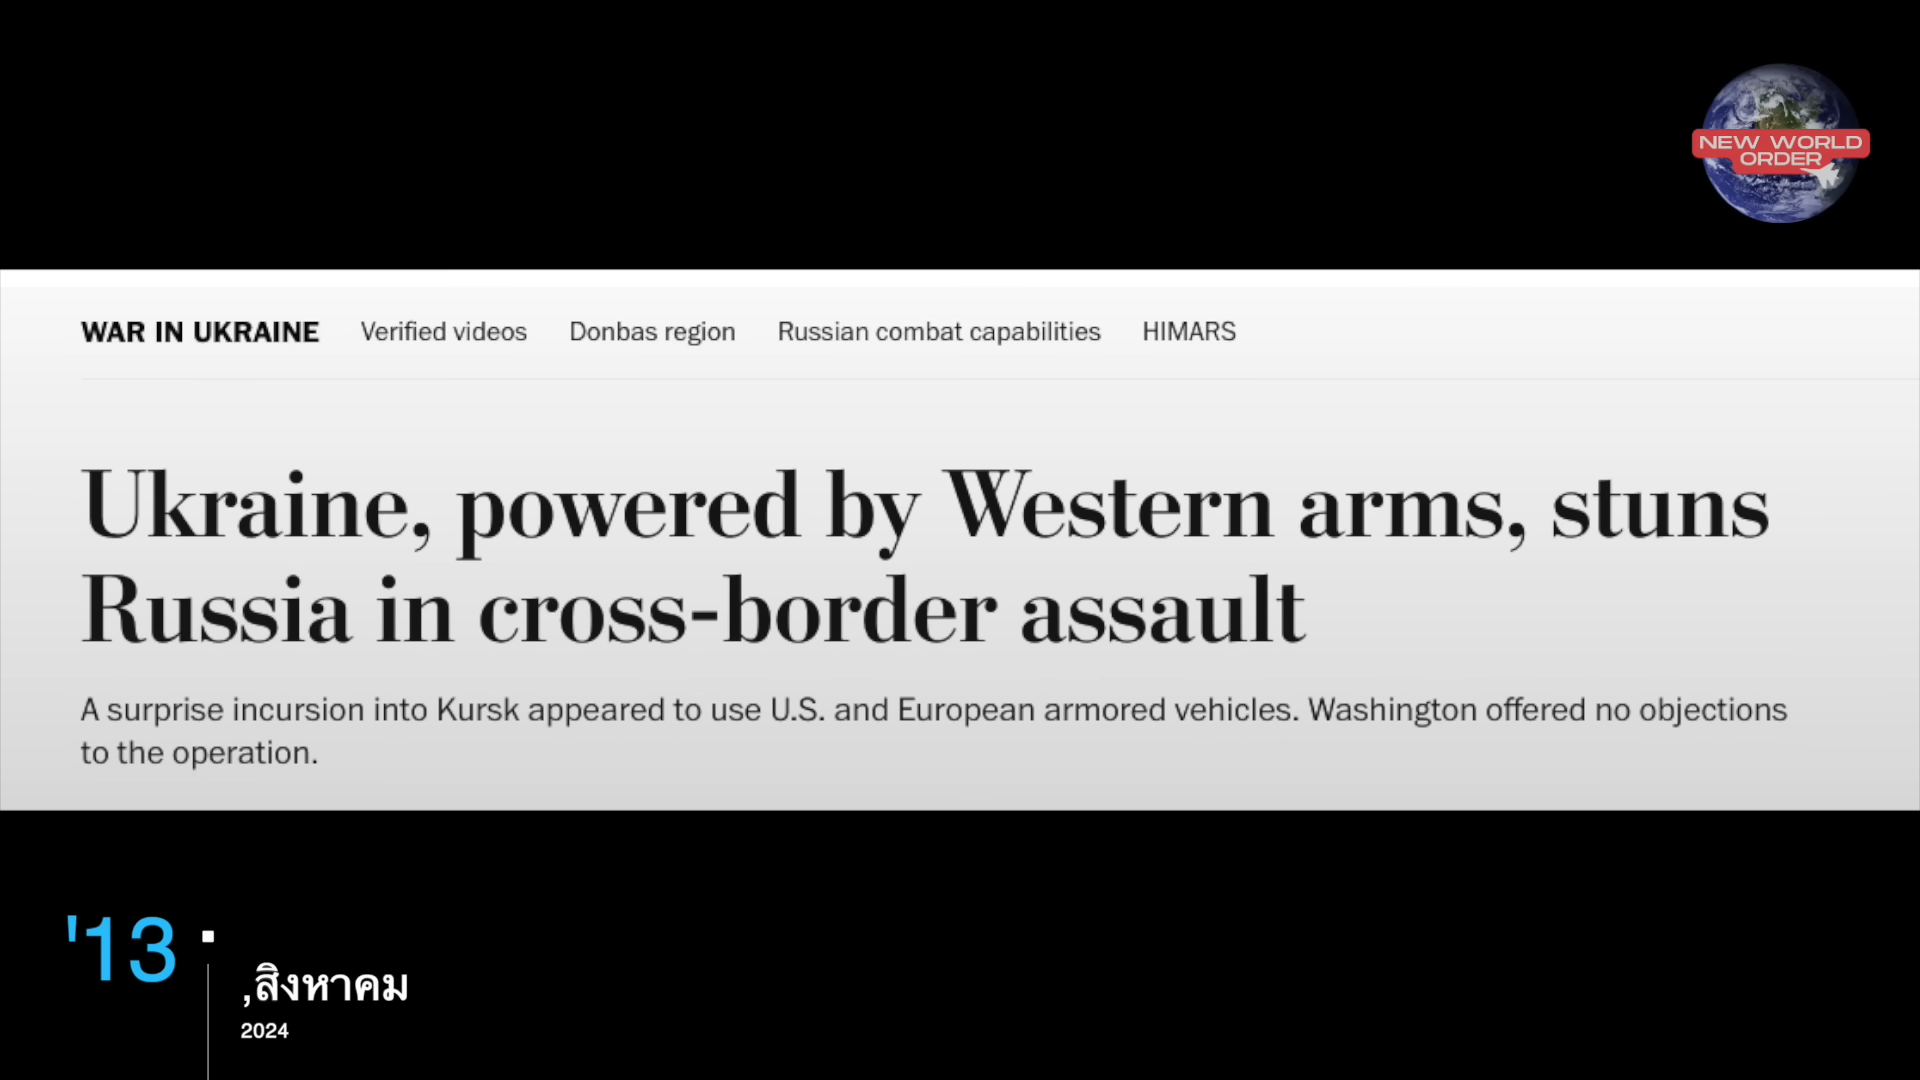 NEW WORLD
ORDER
WAR IN UKRAINE Verified videos Donbas region Russian combat capabilities HIMARS
Ukraine, powered by Western arms, stuns
Russia in cross-border assault
A surprise incursion into Kursk appeared to use U.S. and European armored vehicles. Washington offered no objections
to the operation.
'13
,สิงหาคม
2024